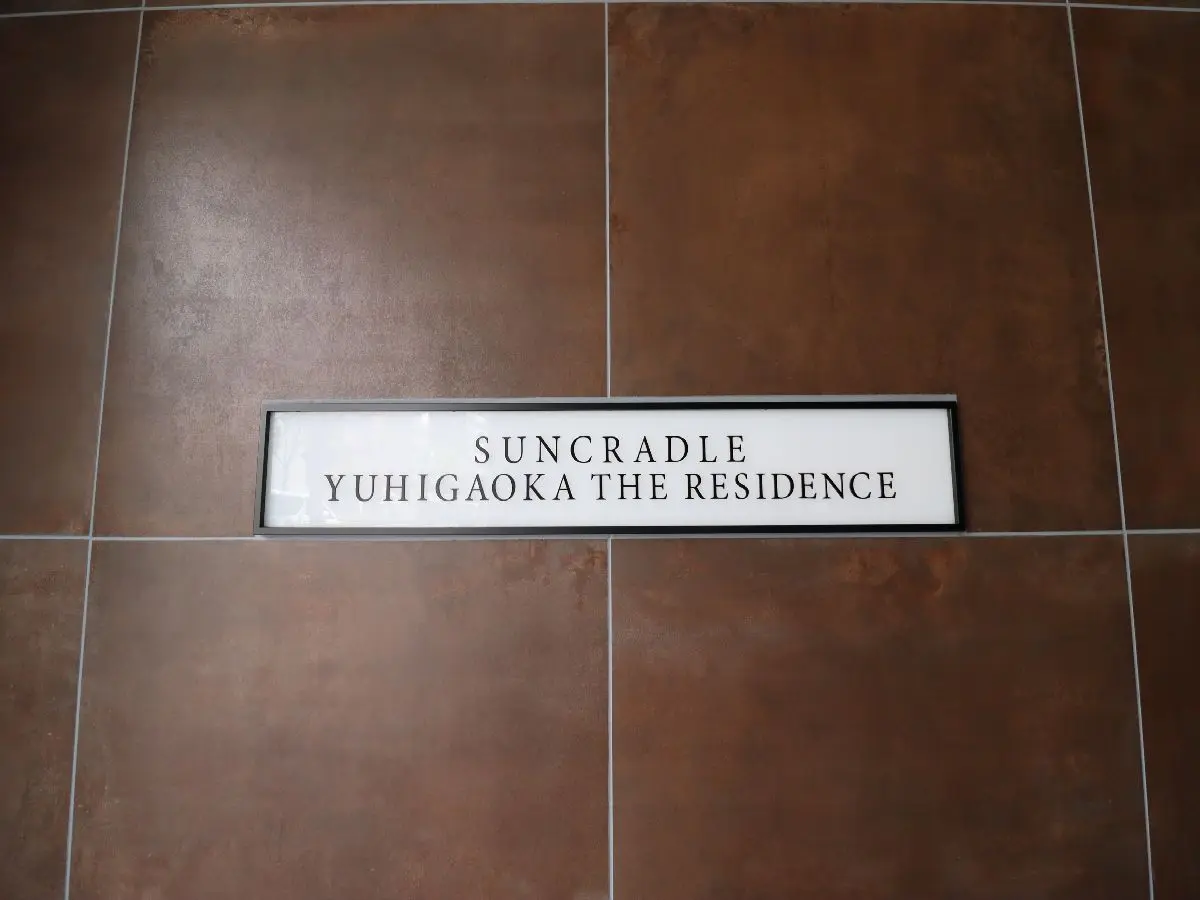 SUNCRADLE
YUHIGAOKA THE RESIDENCE